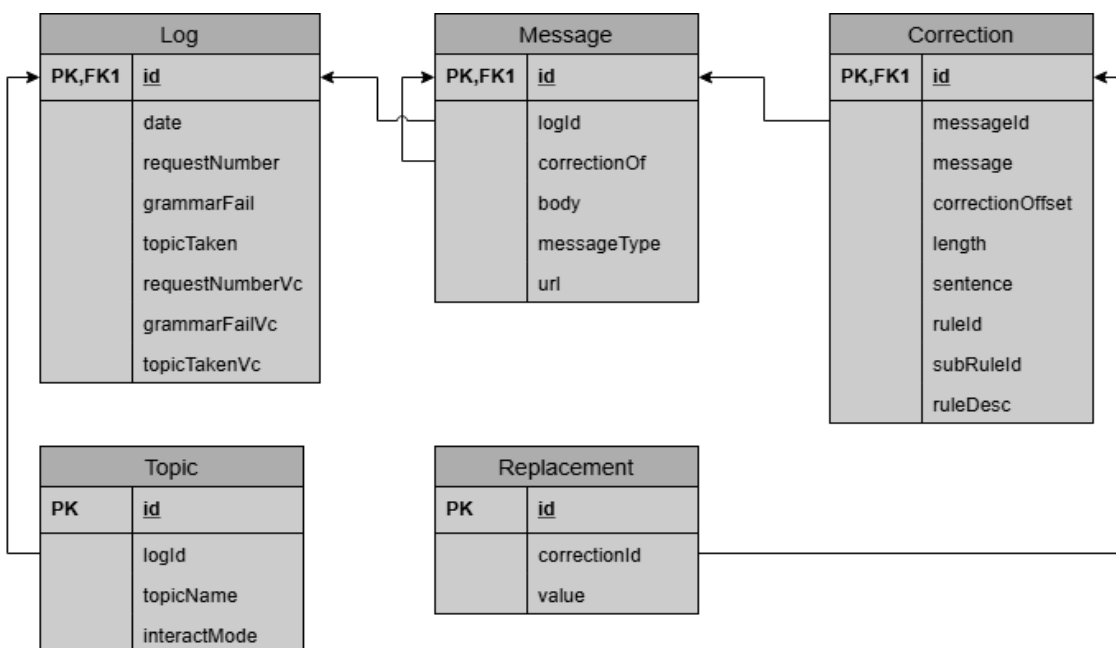 Log
PK,FK1 id
date
requestNumber
grammarFail
topicTaken
requestNumberVc
grammarFailVc
topicTakenVc
Message
PK,FK1 id
logId
correctionOf
body
messageType
url
Correction
PK,FK1 id
messageId
message
correctionOffset
length
sentence
ruleId
subRuleId
ruleDesc
Topic
PK id
logId
topicName
interactMode
Replacement
PK id
correctionId
value